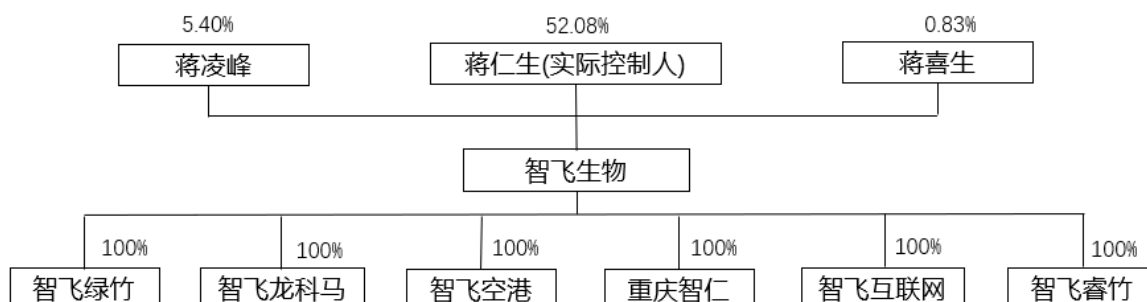 5.40%
52.08%
0.83%
蒋凌峰
蒋仁生(实际控制人)
蒋喜生
智飞生物
100%
100%
100%
100%
100%
100%
智飞绿竹
智飞龙科马
智飞空港
重庆智仁
智飞互联网
智飞睿竹